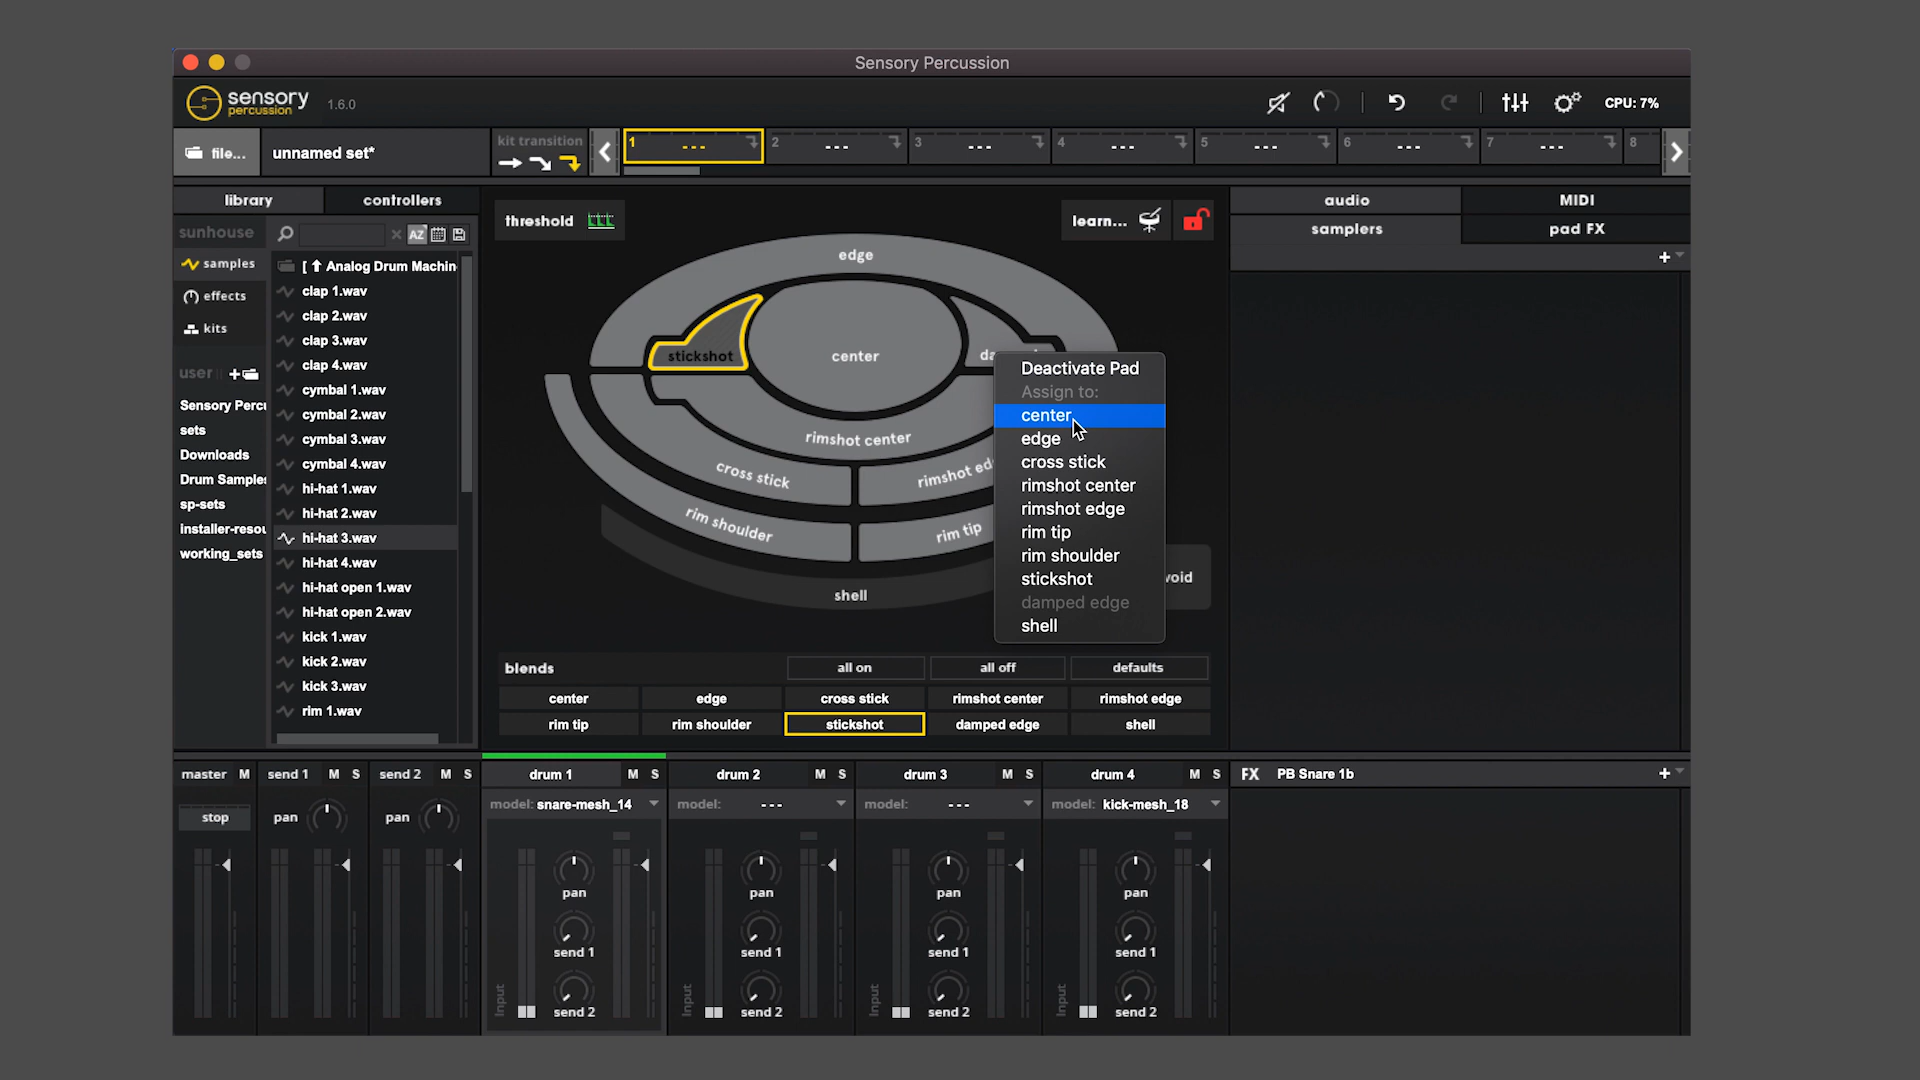 Sensory Percussion
sensory
percussion
1.6.0
CPU: 7%
file...
unnamed set*
kit transition
1 ---
2 ---
3 ---
4 ---
5 ---
6 ---
7 ---
8
library
controllers
sunhouse
samples
effects
kits
user
Sensory Percu
sets
Downloads
Drum Sample
sp-sets
installer-resou
working_sets
AZ
[ ↑ Analog Drum Machin
clap 1.wav
clap 2.wav
clap 3.wav
clap 4.wav
cymbal 1.wav
cymbal 2.wav
cymbal 3.wav
cymbal 4.wav
hi-hat 1.wav
hi-hat 2.wav
hi-hat 3.wav
hi-hat 4.wav
hi-hat open 1.wav
hi-hat open 2.wav
kick 1.wav
kick 2.wav
kick 3.wav
rim 1.wav
threshold
learn...
edge
stickshot
center
da
rimshot center
cross stick
rimshot ed
rim shoulder
rim tip
shell
void
Deactivate Pad
Assign to:
center
edge
cross stick
rimshot center
rimshot edge
rim tip
rim shoulder
stickshot
damped edge
shell
blends
all on
all off
defaults
center
edge
cross stick
rimshot center
rimshot edge
rim tip
rim shoulder
stickshot
damped edge
shell
audio
MIDI
samplers
pad FX
+
master M
stop
send 1 M S
pan
send 2 M S
pan
drum 1 M S
model: snare-mesh_14
pan
send 1
send 2
Input
drum 2 M S
model: ---
pan
send 1
send 2
Input
drum 3 M S
model: ---
pan
send 1
send 2
Input
drum 4 M S
model: kick-mesh_18
pan
send 1
send 2
Input
FX PB Snare 1b
+